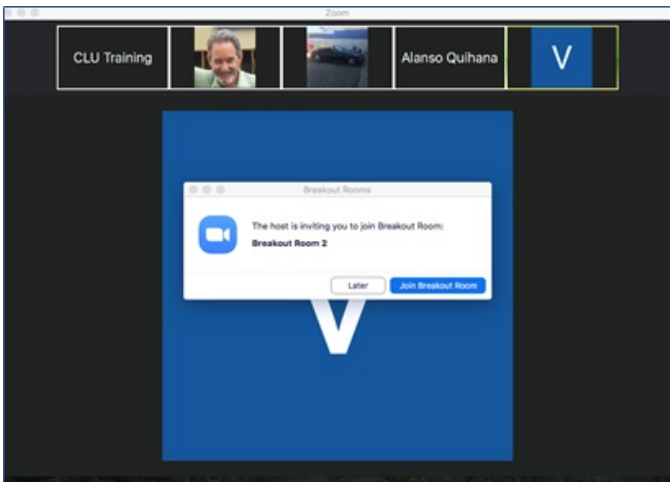 Zoom
CLU Training
Alanso Quihana
V
Breakout Rooms
The host is inviting you to join Breakout Room:
Breakout Room 2
Later
Join Breakout Room
V